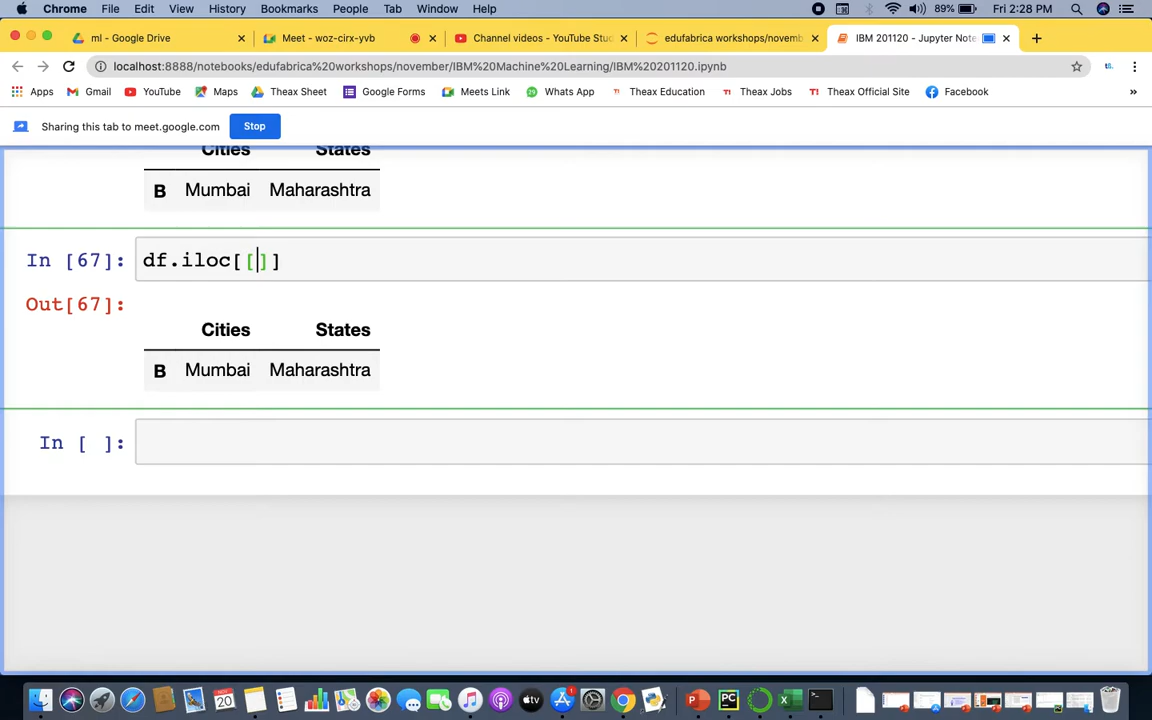 Chrome File Edit View History Bookmarks People Tab Window Help 89% Fri 2:28 PM
ml - Google Drive Meet - woz-cirx-yvb Channel videos - YouTube Stu edufabrica workshops/novemb IBM 201120 - Jupyter Note
localhost:8888/notebooks/edufabrica%20workshops/november/IBM%20Machine%20Learning/IBM%20201120.ipynb
Apps Gmail YouTube Maps Theax Sheet Google Forms Meets Link Whats App Theax Education Theax Jobs Theax Official Site Facebook »
Sharing this tab to meet.google.com Stop
Cities States
B Mumbai Maharashtra
In [67]: df.iloc[[]]
Out[67]:
Cities States
B Mumbai Maharashtra
In [ ]: